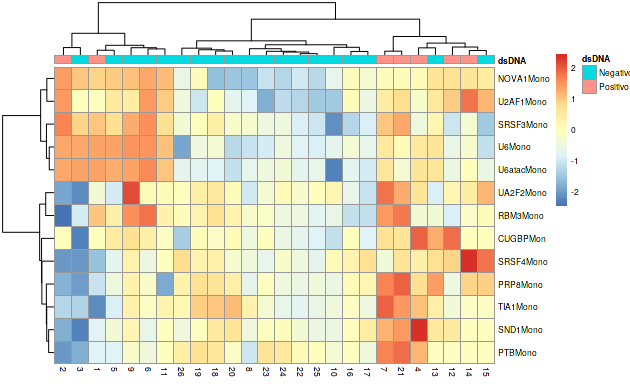 dsDNA
dsDNA
Negativo
Positivo
NOVA1Mono
U2AF1Mono
SRSF3Mono
U6Mono
U6atacMono
UA2F2Mono
RBM3Mono
CUGBPMon
SRSF4Mono
PRP8Mono
TIA1Mono
SND1Mono
PTBMono
2
1
0
-1
-2
2 3 1 5 9 6 11 26 19 18 20 8 23 24 22 25 10 16 17 7 21 4 13 12 14 15